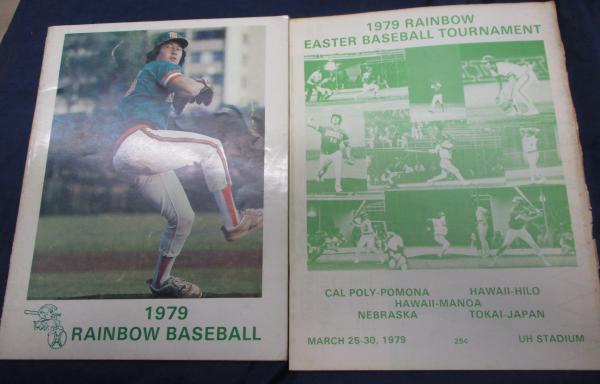 1979
RAINBOW BASEBALL
1979 RAINBOW
EASTER BASEBALL TOURNAMENT
CAL POLY-POMONA HAWAII-HILO
HAWAII-MANOA
NEBRASKA TOKAI-JAPAN
MARCH 25-30, 1979 25¢ UH STADIUM